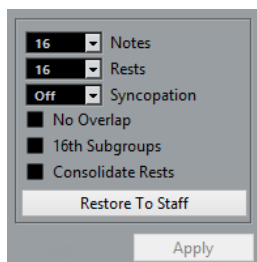 16 Notes
16 Rests
Off Syncopation
No Overlap
16th Subgroups
Consolidate Rests
Restore To Staff
Apply